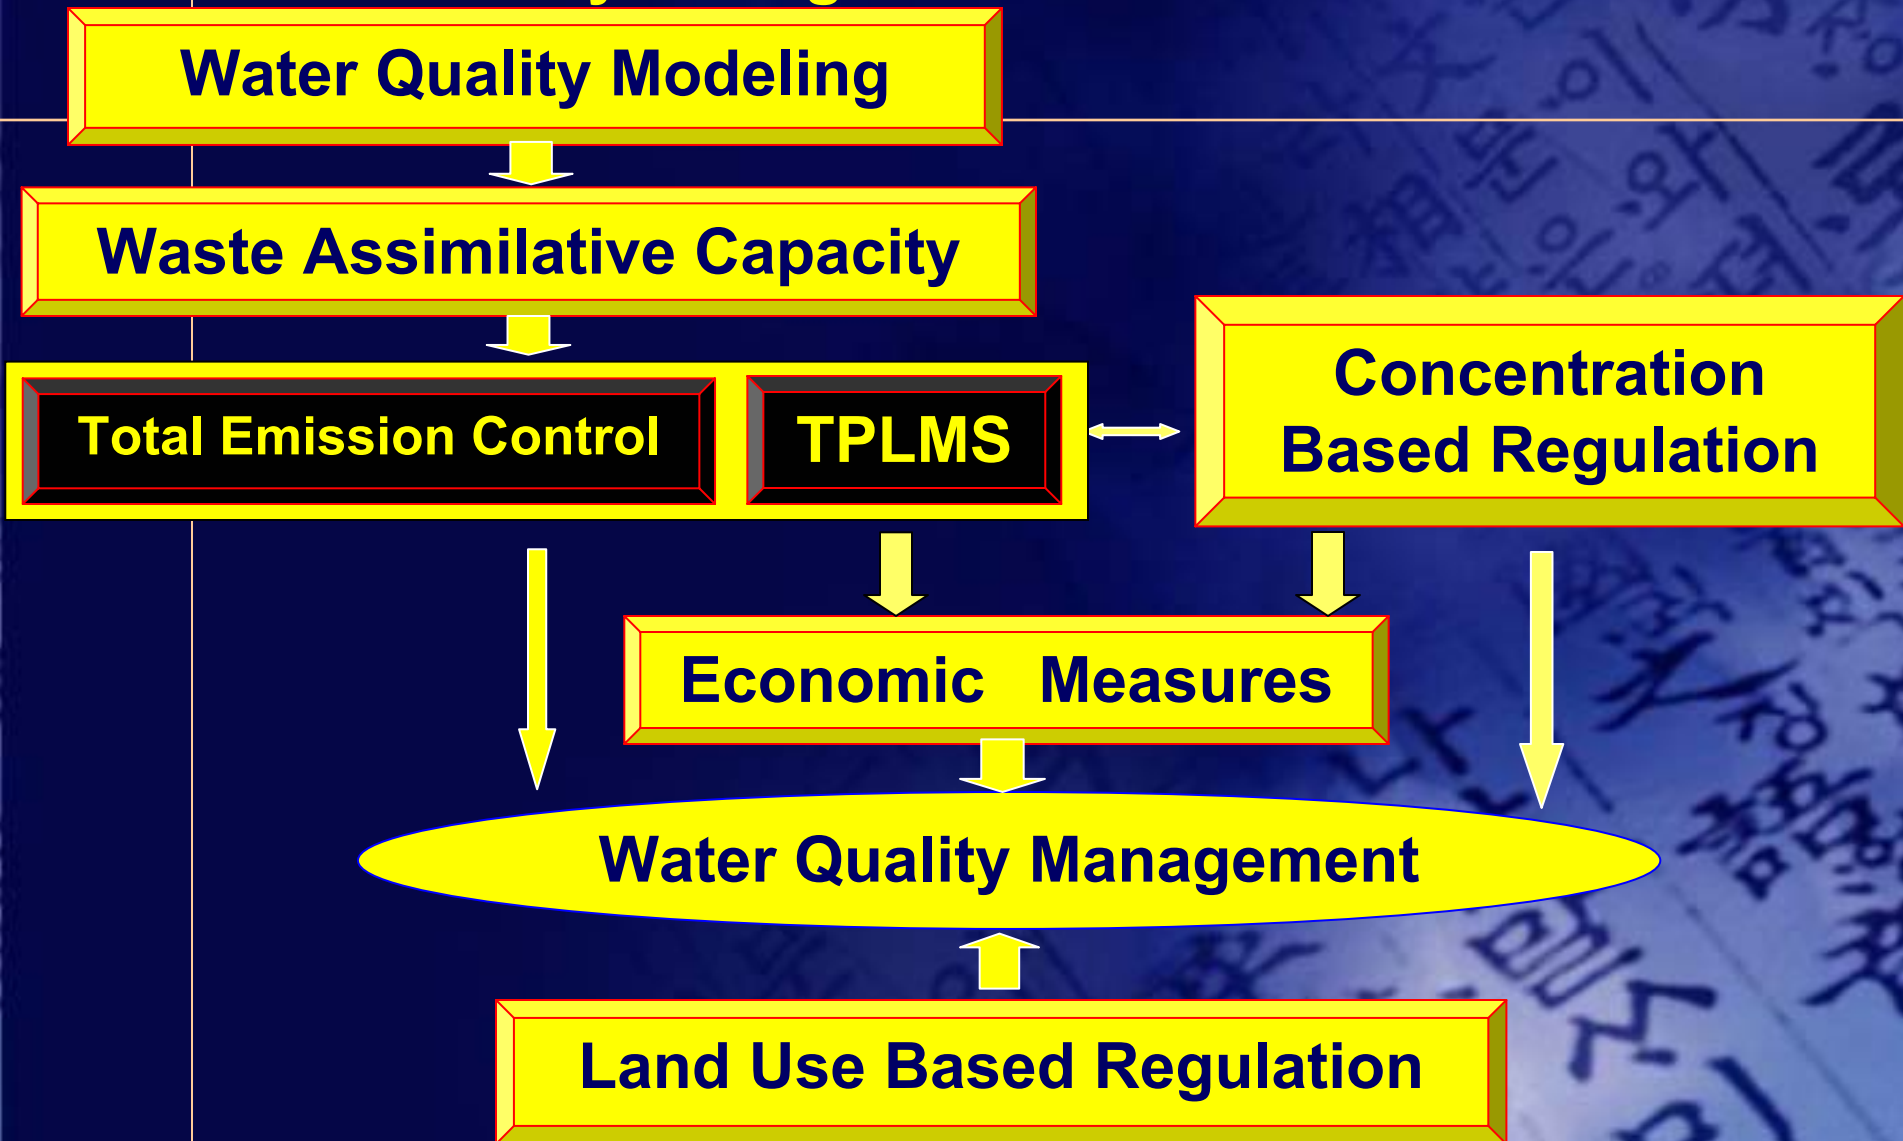 Water Quality Modeling
Waste Assimilative Capacity
Total Emission Control
TPLMS
Concentration
Based Regulation
Economic Measures
Water Quality Management
Land Use Based Regulation